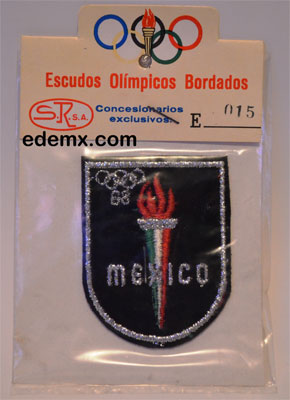 Escudos Olímpicos Bordados
SR S.A.
Concesionarios
exclusivos. E 015
edemx.com
68
MEXICO